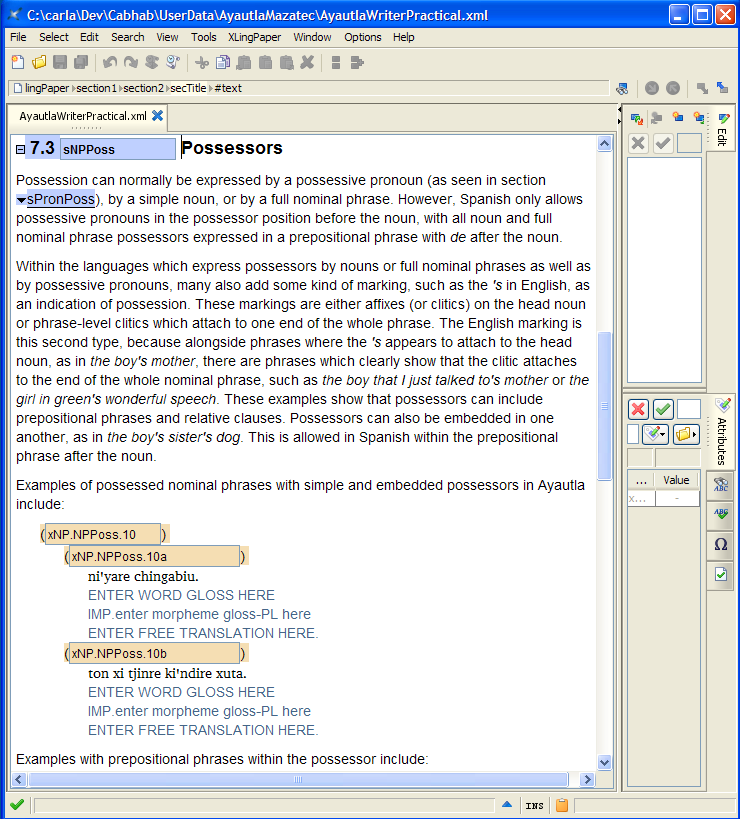 C:\carla\Dev\Cabhab\UserData\AyautlaMazatec\AyautlaWriterPractical.xml
File Select Edit Search View Tools XLingPaper Window Options Help
lingPaper section1 section2 secTitle #text
AyautlaWriterPractical.xml
Edit
7.3 sNPPoss Possessors
Possession can normally be expressed by a possessive pronoun (as seen in section
sPronPoss), by a simple noun, or by a full nominal phrase. However, Spanish only allows
possessive pronouns in the possessor position before the noun, with all noun and full
nominal phrase possessors expressed in a prepositional phrase with de after the noun.
Within the languages which express possessors by nouns or full nominal phrases as well as
by possessive pronouns, many also add some kind of marking, such as the 's in English, as
an indication of possession. These markings are either affixes (or clitics) on the head noun
or phrase-level clitics which attach to one end of the whole phrase. The English marking is
this second type, because alongside phrases where the 's appears to attach to the head
noun, as in the boy's mother, there are phrases which clearly show that the clitic attaches
to the end of the whole nominal phrase, such as the boy that I just talked to's mother or the
girl in green's wonderful speech. These examples show that possessors can include
prepositional phrases and relative clauses. Possessors can also be embedded in one
another, as in the boy's sister's dog. This is allowed in Spanish within the prepositional
phrase after the noun.
Examples of possessed nominal phrases with simple and embedded possessors in Ayautla
include:
(xNP.NPPoss.10)
(xNP.NPPoss.10a)
ni'yare chingabiu.
ENTER WORD GLOSS HERE
IMP.enter morpheme gloss-PL here
ENTER FREE TRANSLATION HERE.
(xNP.NPPoss.10b)
ton xi tjinre ki'ndire xuta.
ENTER WORD GLOSS HERE
IMP.enter morpheme gloss-PL here
ENTER FREE TRANSLATION HERE.
Examples with prepositional phrases within the possessor include:
Attributes
... Value
x... -
ABC
ABC
Ω
INS